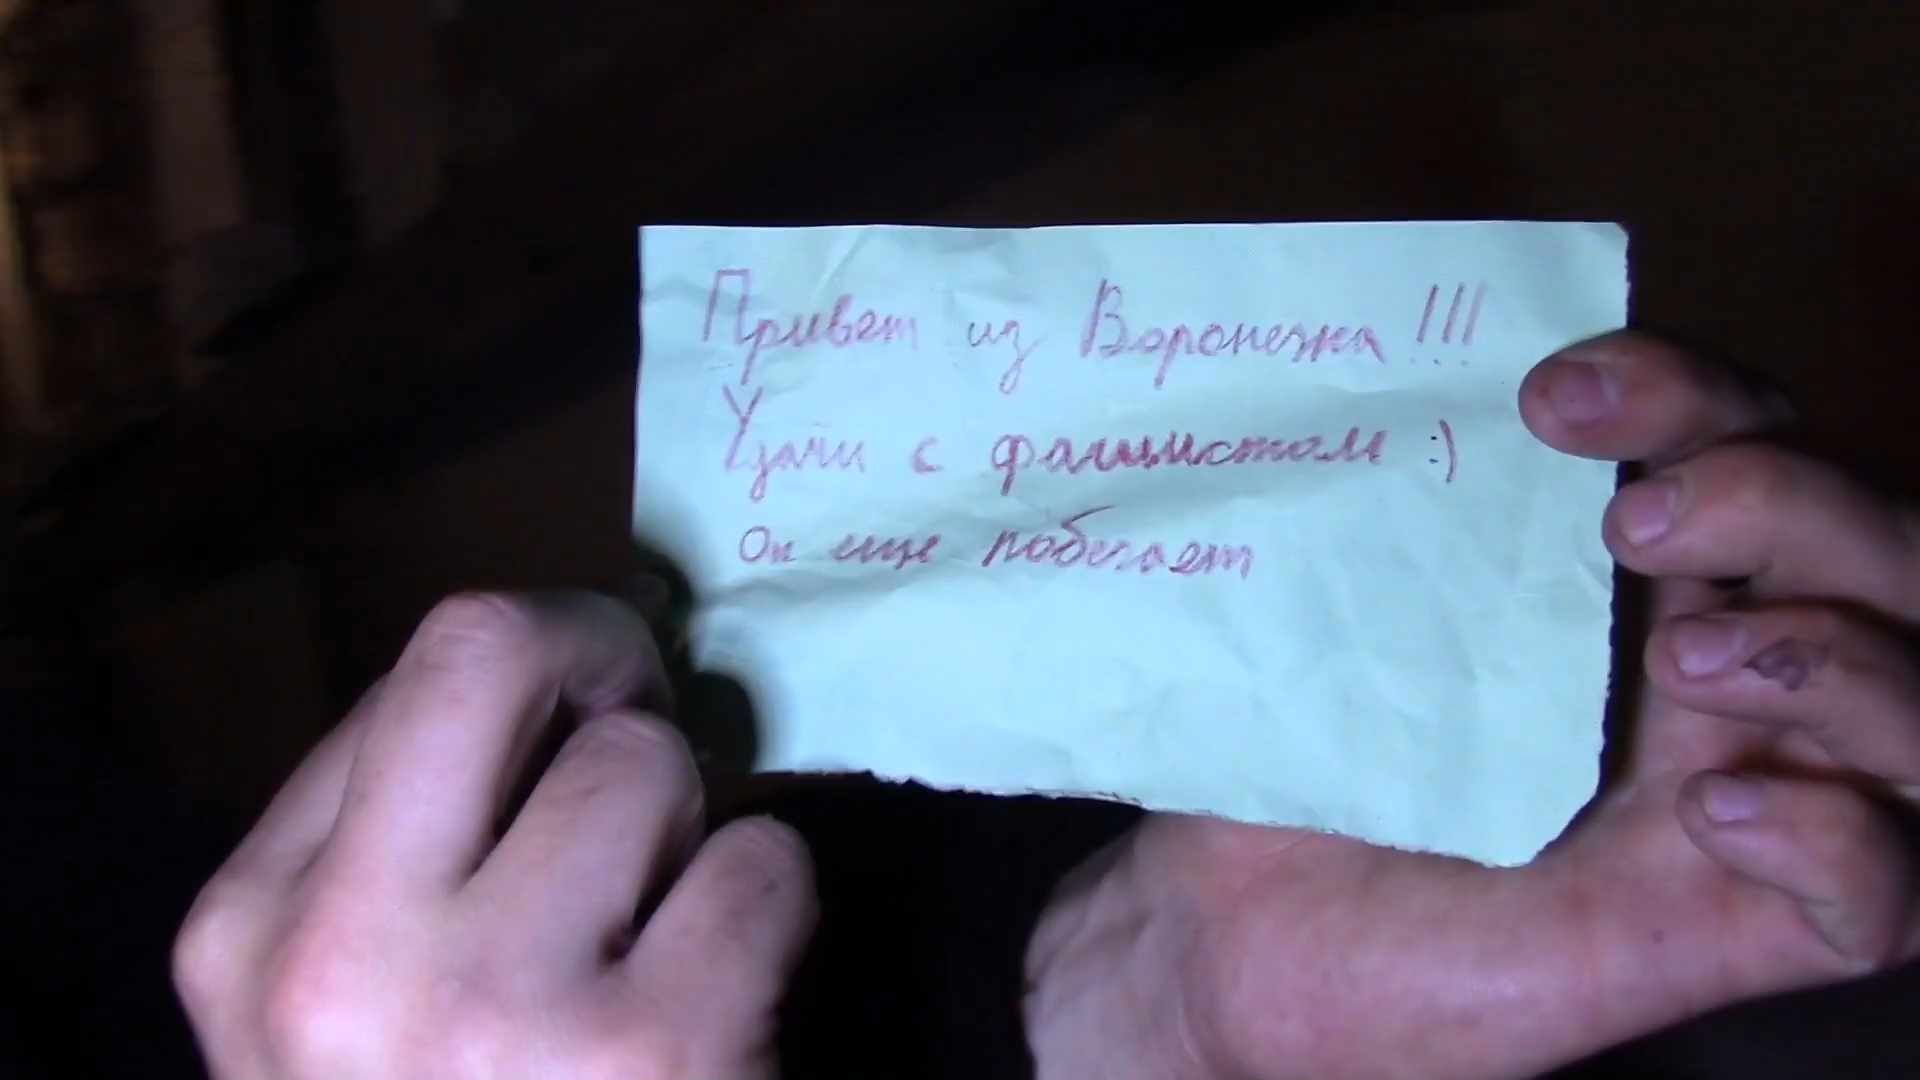 Привет из Воронежа!!!
Удачи с фашистом :)
Он еще побегает